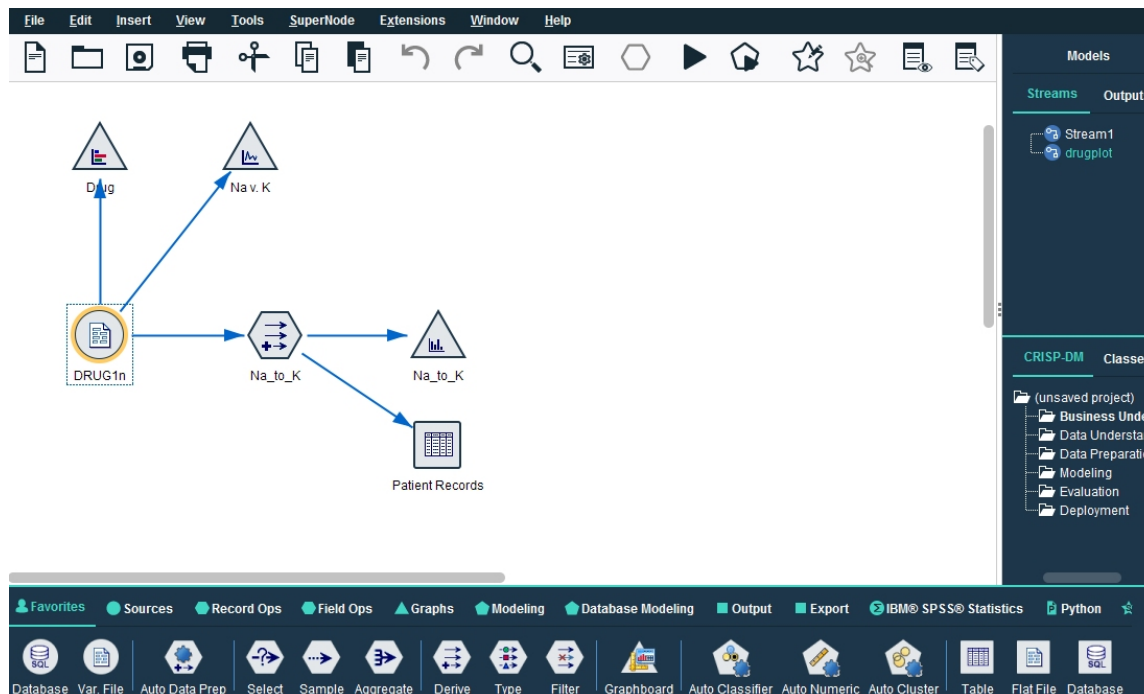 File Edit Insert View Tools SuperNode Extensions Window Help
Models
Streams Output
Stream1
drugplot
Drug
Na v. K
DRUG1n
Na_to_K
Na_to_K
Patient Records
CRISP-DM Classe
(unsaved project)
Business Unde
Data Understa
Data Preparati
Modeling
Evaluation
Deployment
Favorites Sources Record Ops Field Ops Graphs Modeling Database Modeling Output Export IBM® SPSS® Statistics Python
SQL SQL
Database Var. File Auto Data Prep Select Sample Aggregate Derive Type Filter Graphboard Auto Classifier Auto Numeric Auto Cluster Table Flat File Database